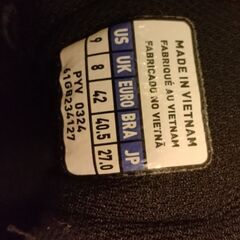 MADE IN VIETNAM
FABRIQUÉ AU VIETNAM
FABRICADO NO VIETNÃ
US UK EURO BRA JP
9 8 42 40.5 27.0
PYV 0324
41GB234127